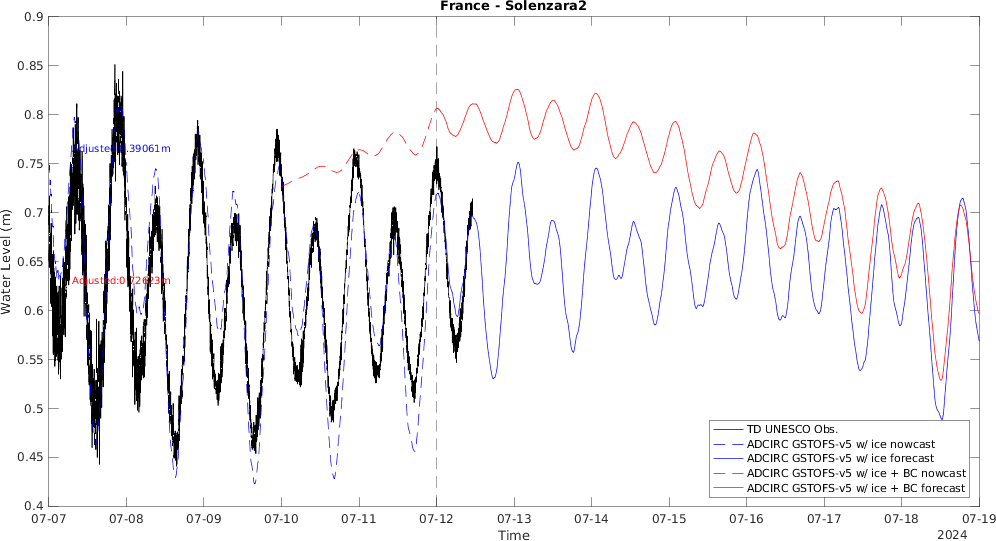 France - Solenzara2
0.9
0.85
0.8
0.75
0.7
0.65
0.6
0.55
0.5
0.45
0.4
Water Level (m)
Adjusted:0.39061m
Adjusted:0.72623m
TD UNESCO Obs.
ADCIRC GSTOFS-v5 w/ ice nowcast
ADCIRC GSTOFS-v5 w/ ice forecast
ADCIRC GSTOFS-v5 w/ ice + BC nowcast
ADCIRC GSTOFS-v5 w/ ice + BC forecast
07-07 07-08 07-09 07-10 07-11 07-12 07-13 07-14 07-15 07-16 07-17 07-18 07-19
Time
2024